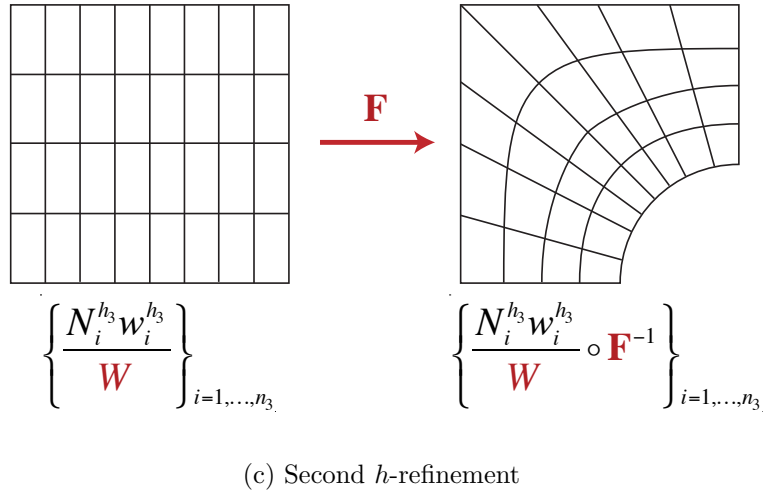 F
{ N_i^{h_3} w_i^{h_3} / W }_{i=1,…,n_3}
{ N_i^{h_3} w_i^{h_3} / W ∘ F^{-1} }_{i=1,…,n_3}
(c) Second h-refinement